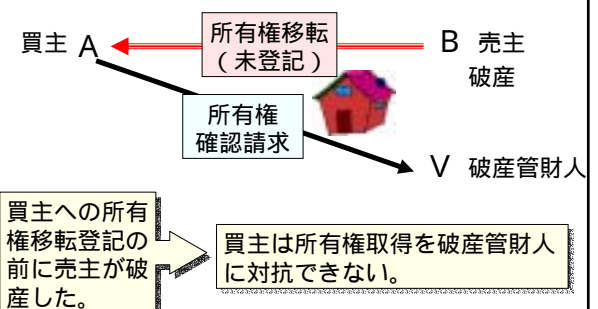 買主 A
所有権移転
（未登記）
B 売主
破産
所有権
確認請求
V 破産管財人
買主への所有
権移転登記の
前に売主が破
産した。
買主は所有権取得を破産管財人
に対抗できない。